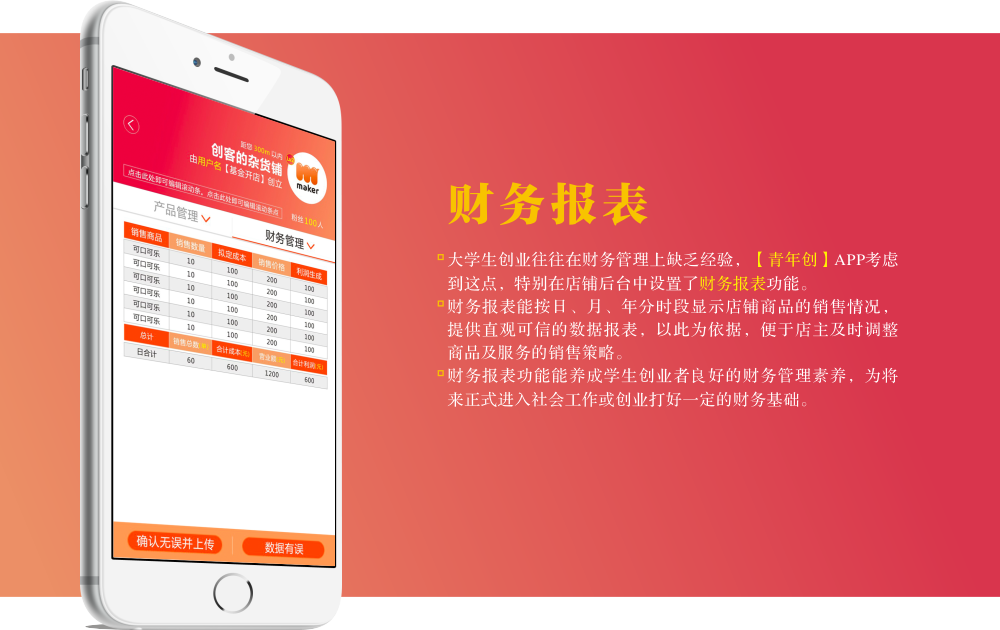 距您300m以内
创客的杂货铺
由用户名【基金开店】创立
maker
点击此处即可编辑滚动条，点击此处即可编辑滚动条点
粉丝100人
产品管理 财务管理
销售商品 销售数量 拟定成本 销售价格 利润生成
可口可乐 10 100 200 100
可口可乐 10 100 200 100
可口可乐 10 100 200 100
可口可乐 10 100 200 100
可口可乐 10 100 200 100
可口可乐 10 100 200 100
总计 销售总数 合计成本(元) 营业额 合计利润(元)
日合计 60 600 1200 600
确认无误并上传 数据有误
财务报表
大学生创业往往在财务管理上缺乏经验，【青年创】APP考虑
到这点，特别在店铺后台中设置了财务报表功能。
财务报表能按日、月、年分时段显示店铺商品的销售情况，
提供直观可信的数据报表，以此为依据，便于店主及时调整
商品及服务的销售策略。
财务报表功能能养成学生创业者良好的财务管理素养，为将
来正式进入社会工作或创业打好一定的财务基础。